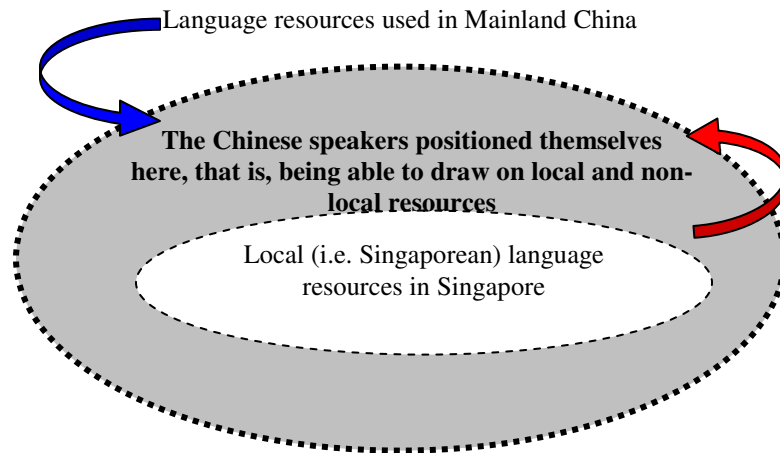 Language resources used in Mainland China
The Chinese speakers positioned themselves
here, that is, being able to draw on local and non-
local resources
Local (i.e. Singaporean) language
resources in Singapore